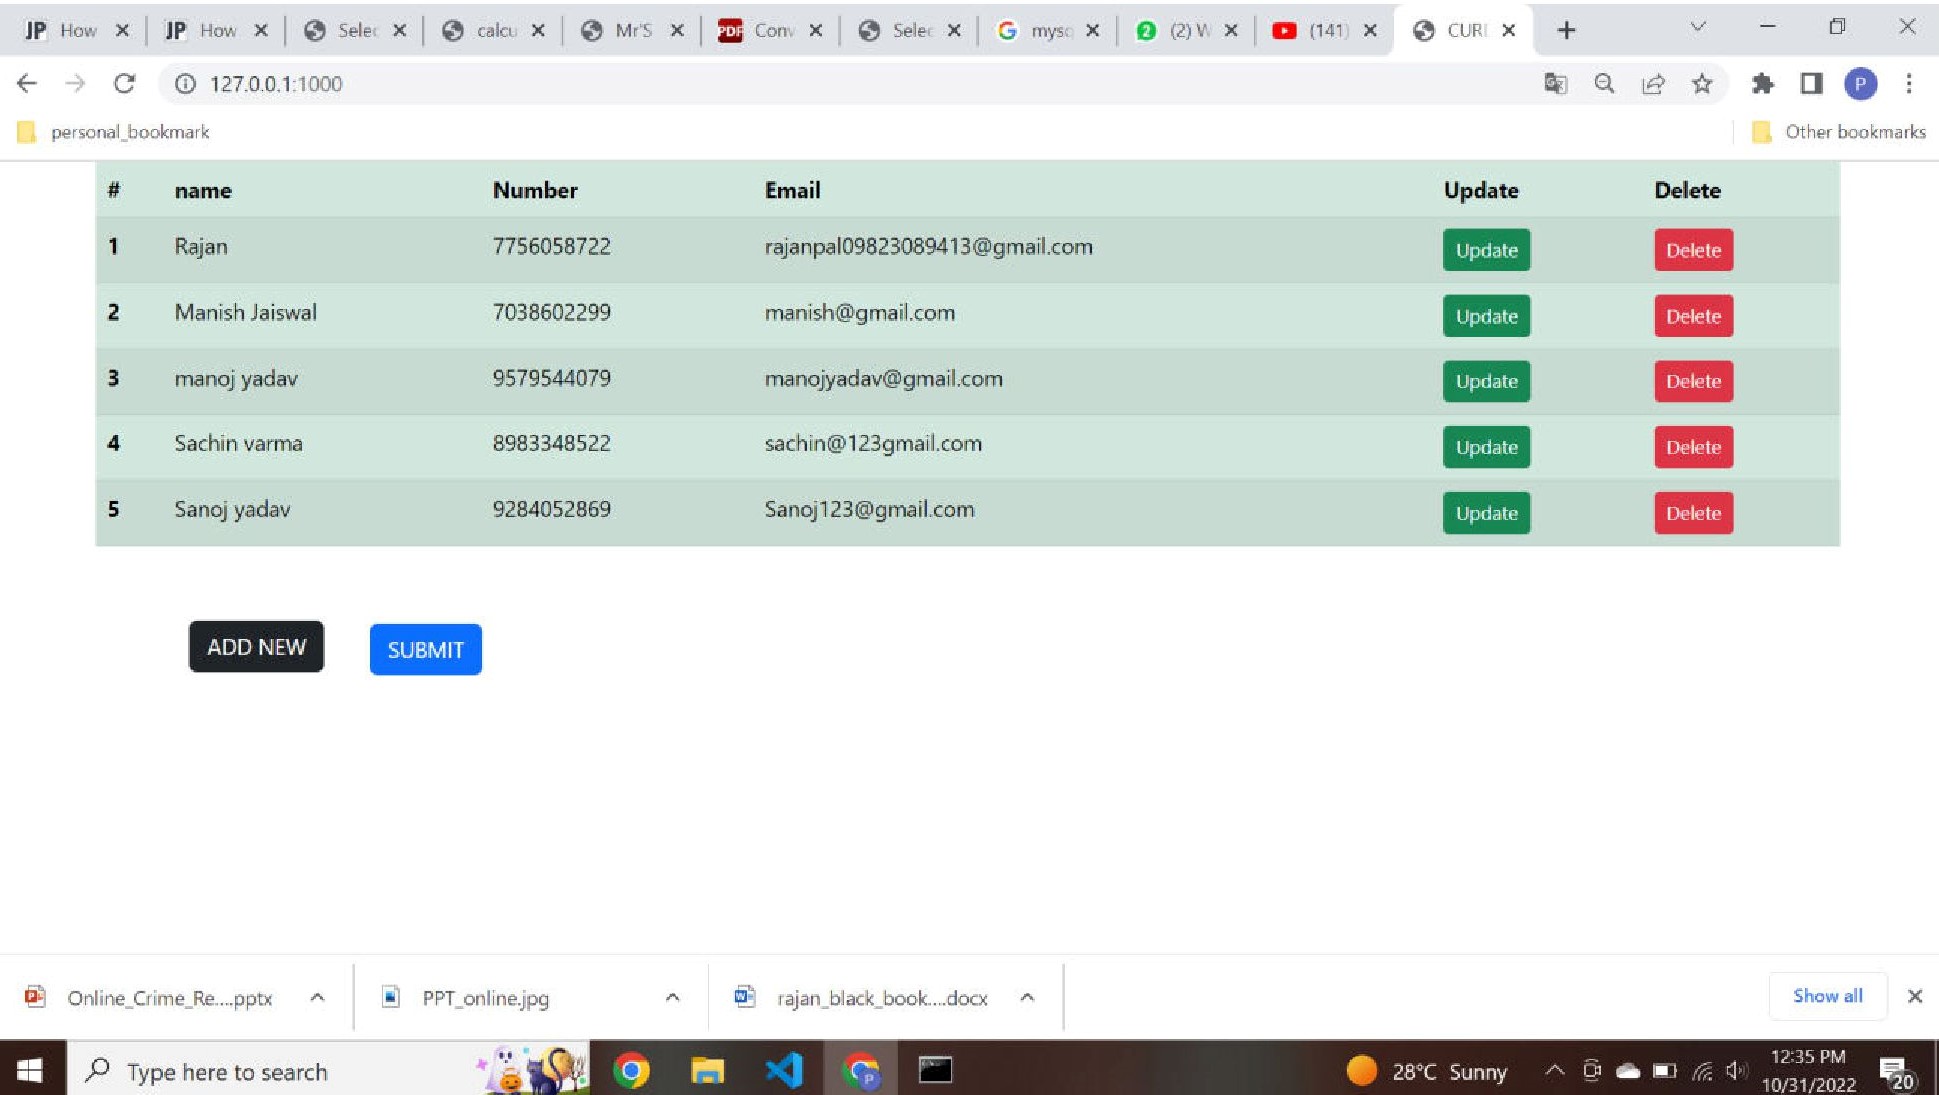 JP How JP How Selec calcu Mr'S PDF Conv Selec G mysq 2 (2) W (141) CURI
127.0.0.1:1000 P
personal_bookmark Other bookmarks
# name Number Email Update Delete
1 Rajan 7756058722 rajanpal09823089413@gmail.com Update Delete
2 Manish Jaiswal 7038602299 manish@gmail.com Update Delete
3 manoj yadav 9579544079 manojyadav@gmail.com Update Delete
4 Sachin varma 8983348522 sachin@123gmail.com Update Delete
5 Sanoj yadav 9284052869 Sanoj123@gmail.com Update Delete
ADD NEW SUBMIT
Online_Crime_Re....pptx PPT_online.jpg rajan_black_book....docx Show all
Type here to search P 28°C Sunny 12:35 PM
10/31/2022 20